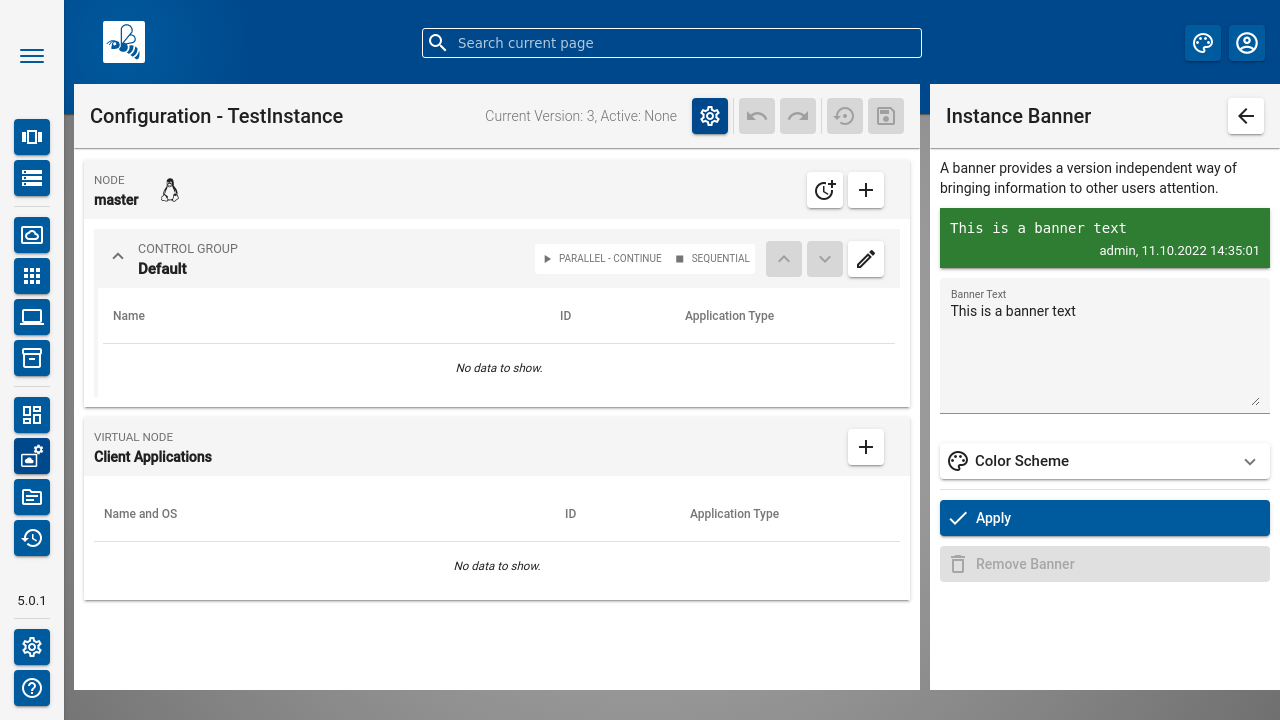 Search current page
Configuration - TestInstance
Current Version: 3, Active: None
NODE
master
CONTROL GROUP
Default
PARALLEL - CONTINUE
SEQUENTIAL
Name ID Application Type
No data to show.
VIRTUAL NODE
Client Applications
Name and OS ID Application Type
No data to show.
Instance Banner
A banner provides a version independent way of
bringing information to other users attention.
This is a banner text
admin, 11.10.2022 14:35:01
Banner Text
This is a banner text
Color Scheme
Apply
Remove Banner
5.0.1